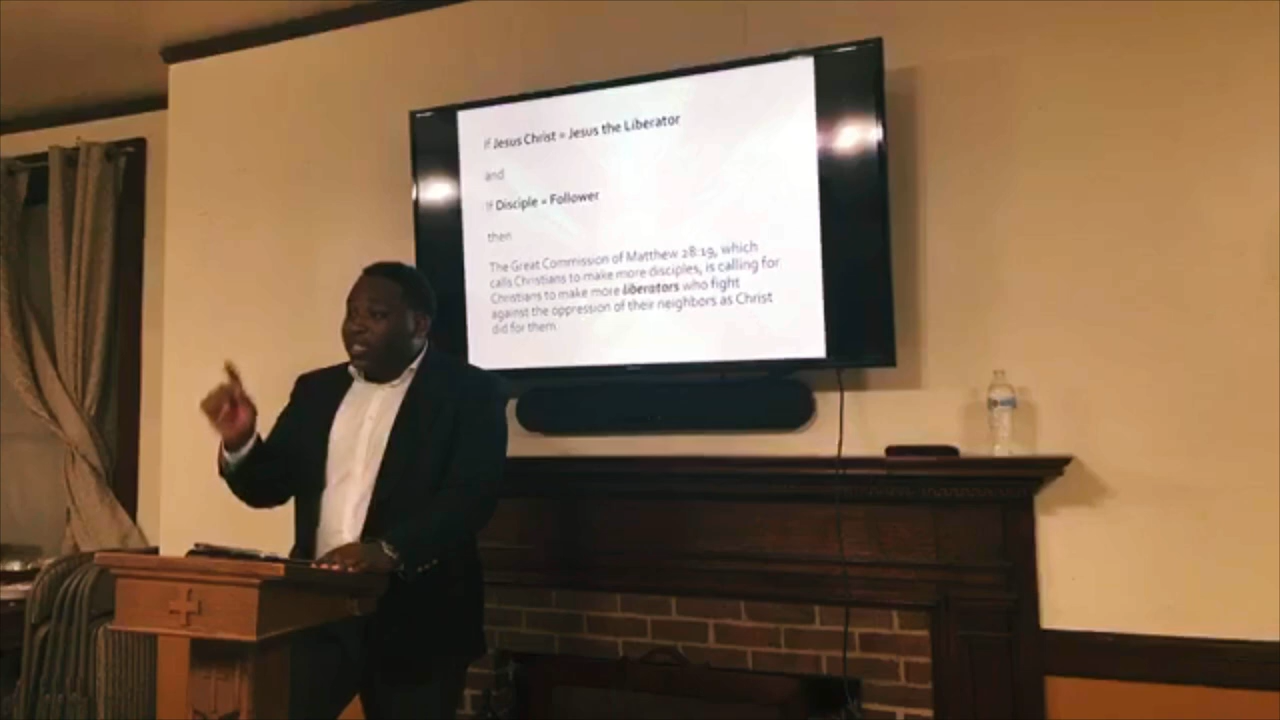 If Jesus Christ = Jesus the Liberator
and
If Disciple = Follower
then
The Great Commission of Matthew 28:19, which
calls Christians to make more disciples, is calling for
Christians to make more liberators who fight
against the oppression of their neighbors as Christ
did for them.